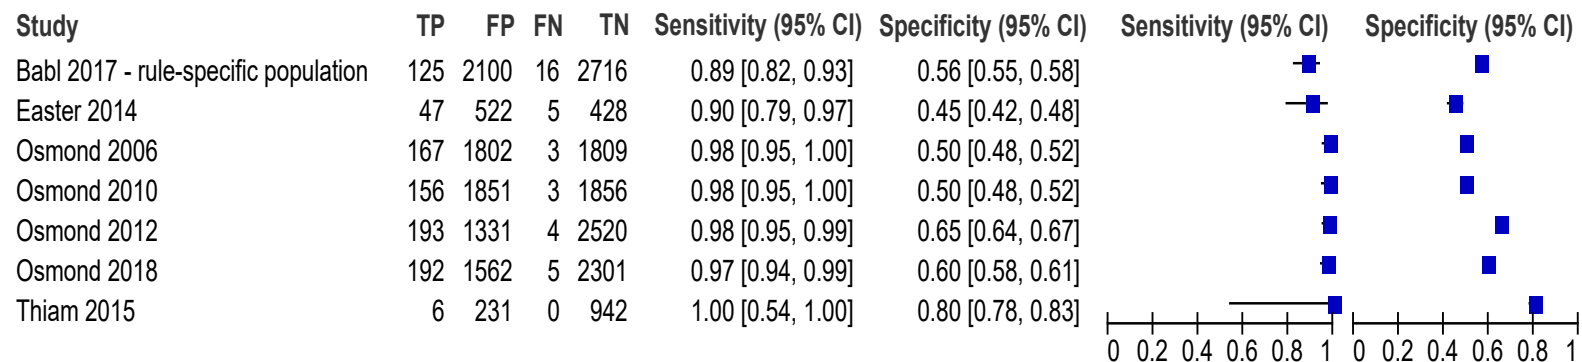 Study TP FP FN TN Sensitivity (95% CI) Specificity (95% CI) Sensitivity (95% CI) Specificity (95% CI)
Babl 2017 - rule-specific population 125 2100 16 2716 0.89 [0.82, 0.93] 0.56 [0.55, 0.58]
Easter 2014 47 522 5 428 0.90 [0.79, 0.97] 0.45 [0.42, 0.48]
Osmond 2006 167 1802 3 1809 0.98 [0.95, 1.00] 0.50 [0.48, 0.52]
Osmond 2010 156 1851 3 1856 0.98 [0.95, 1.00] 0.50 [0.48, 0.52]
Osmond 2012 193 1331 4 2520 0.98 [0.95, 0.99] 0.65 [0.64, 0.67]
Osmond 2018 192 1562 5 2301 0.97 [0.94, 0.99] 0.60 [0.58, 0.61]
Thiam 2015 6 231 0 942 1.00 [0.54, 1.00] 0.80 [0.78, 0.83]
0 0.2 0.4 0.6 0.8 1 0 0.2 0.4 0.6 0.8 1